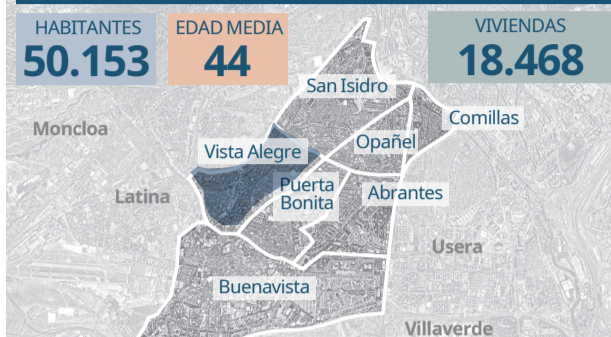 HABITANTES
50.153
EDAD MEDIA
44
VIVIENDAS
18.468
San Isidro
Comillas
Moncloa
Opañel
Vista Alegre
Puerta
Bonita
Abrantes
Latina
Usera
Buenavista
Villaverde